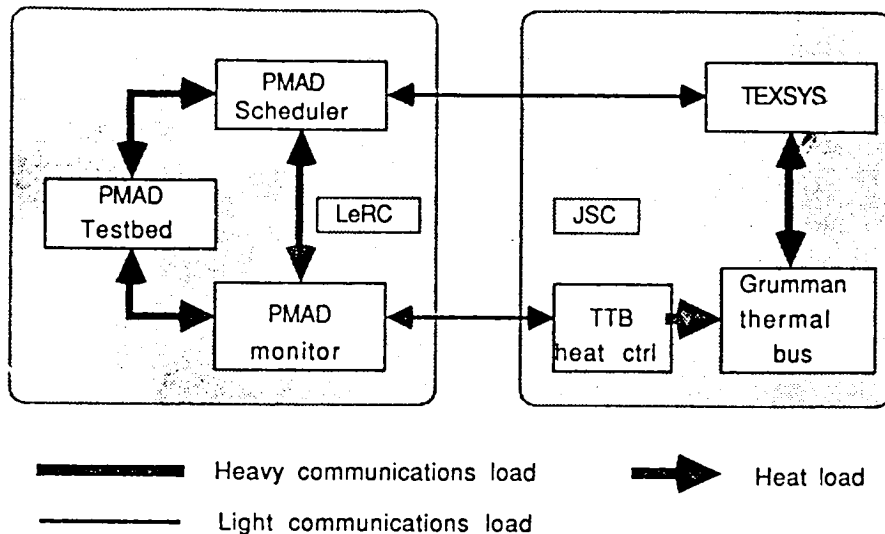 PMAD
Scheduler
TEXSYS
PMAD
Testbed
LeRC
JSC
PMAD
monitor
TTB
heat ctrl
Grumman
thermal
bus
Heavy communications load
Heat load
Light communications load